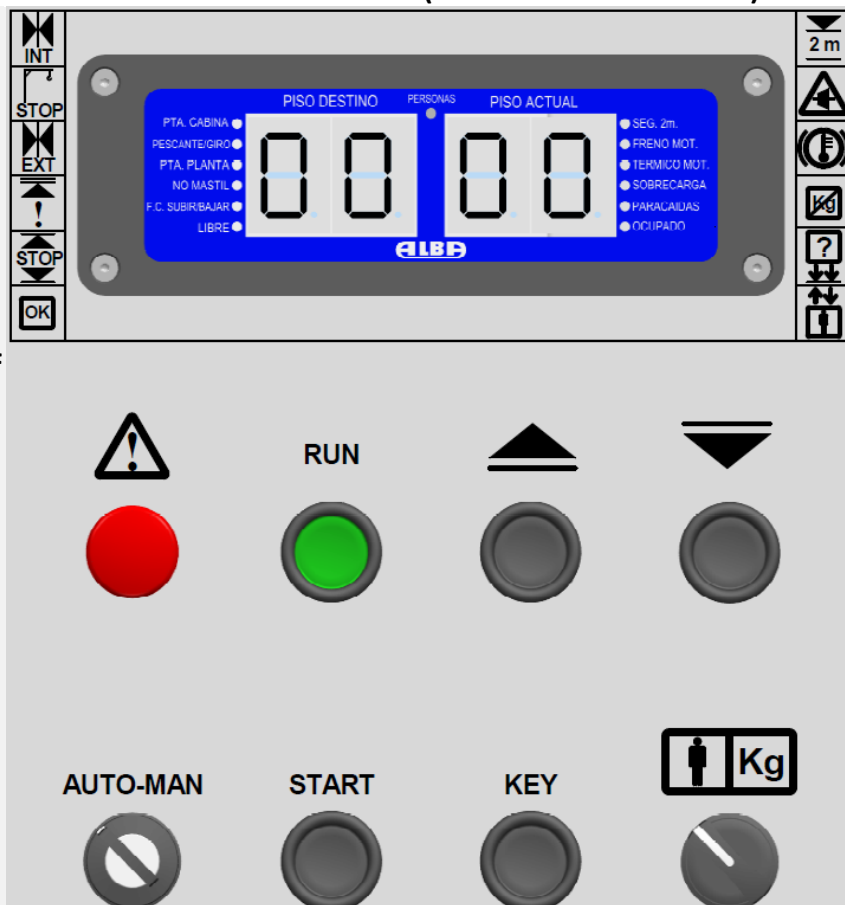 INT
2 m
STOP
EXT
!
STOP
OK
PISO DESTINO
PERSONAS
PISO ACTUAL
PTA. CABINA
PESCANTE/GIRO
PTA. PLANTA
NO MASTIL
F.C. SUBIR/BAJAR
LIBRE
00
00
SEG. 2m.
FRENO MOT.
TERMICO MOT.
SOBRECARGA
PARACAIDAS
OCUPADO
ALBA
Kg
?
!
RUN
AUTO-MAN
START
KEY
Kg